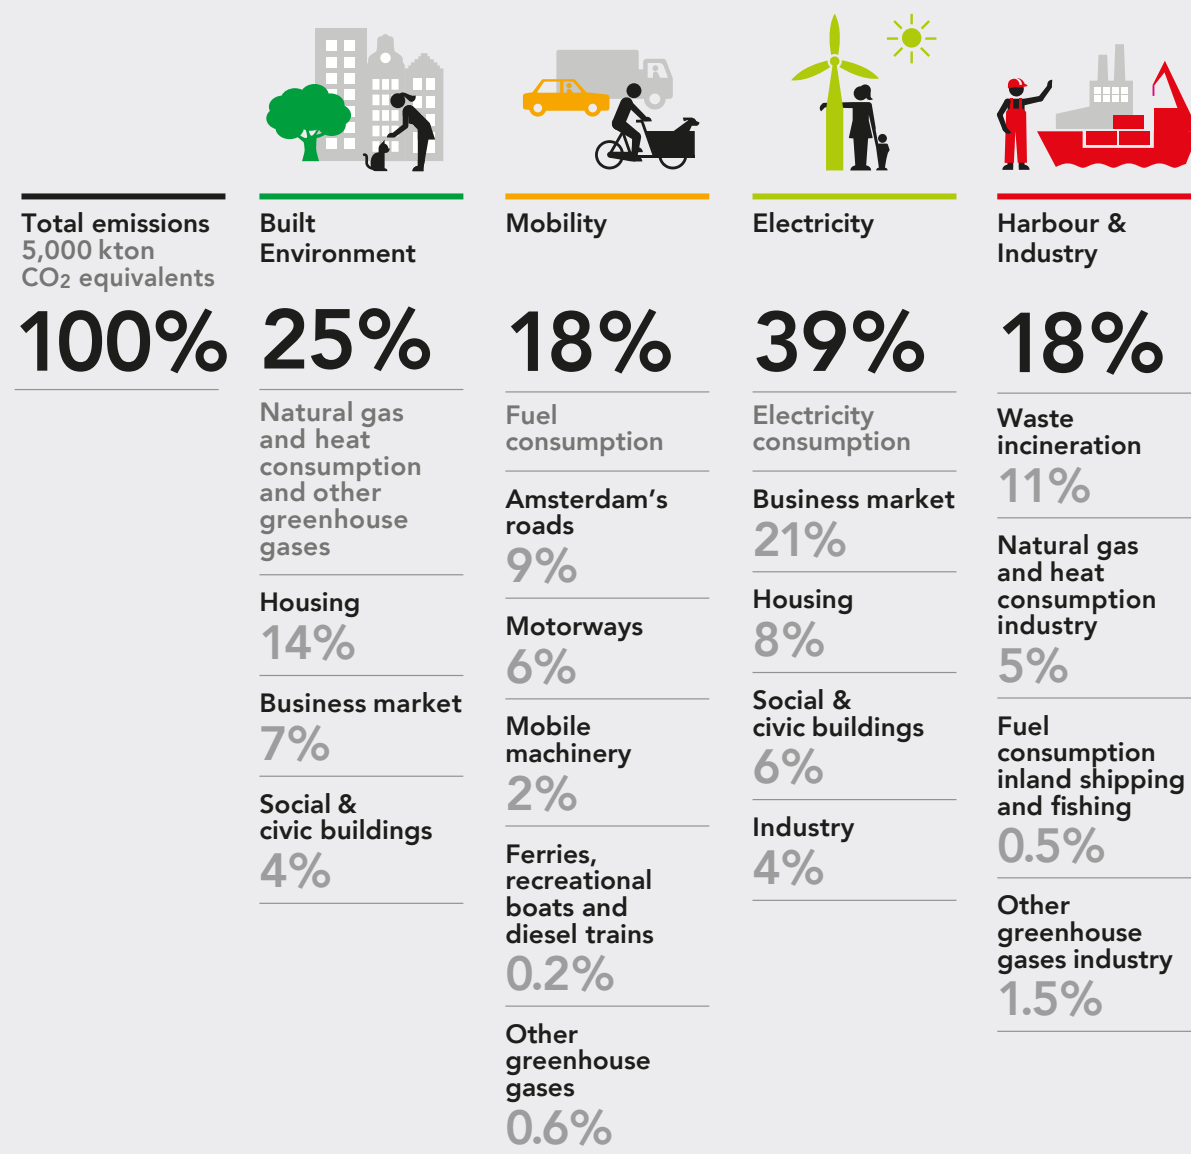 Total emissions
5,000 kton
CO2 equivalents
100%
Built
Environment
25%
Natural gas
and heat
consumption
and other
greenhouse
gases
Housing
14%
Business market
7%
Social &
civic buildings
4%
Mobility
18%
Fuel
consumption
Amsterdam's
roads
9%
Motorways
6%
Mobile
machinery
2%
Ferries,
recreational
boats and
diesel trains
0.2%
Other
greenhouse
gases
0.6%
Electricity
39%
Electricity
consumption
Business market
21%
Housing
8%
Social &
civic buildings
6%
Industry
4%
Harbour &
Industry
18%
Waste
incineration
11%
Natural gas
and heat
consumption
industry
5%
Fuel
consumption
inland shipping
and fishing
0.5%
Other
greenhouse
gases industry
1.5%